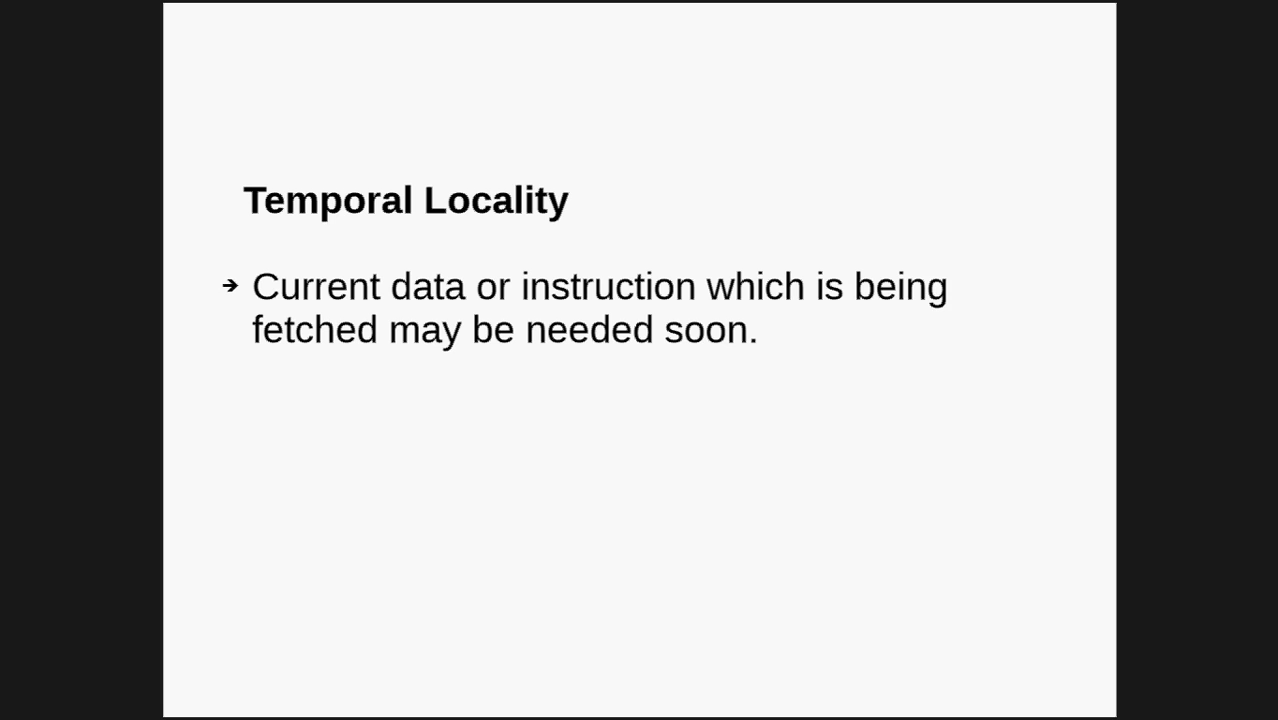 Temporal Locality
➔ Current data or instruction which is being
fetched may be needed soon.